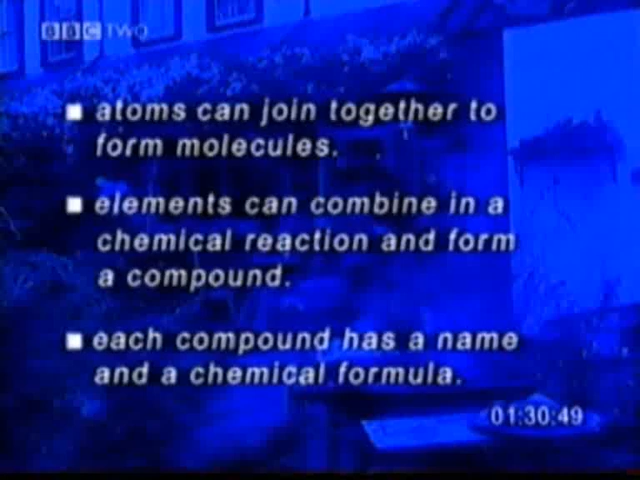 BBC TWO
■ atoms can join together to
form molecules.
■ elements can combine in a
chemical reaction and form
a compound.
■ each compound has a name
and a chemical formula.
01:30:49